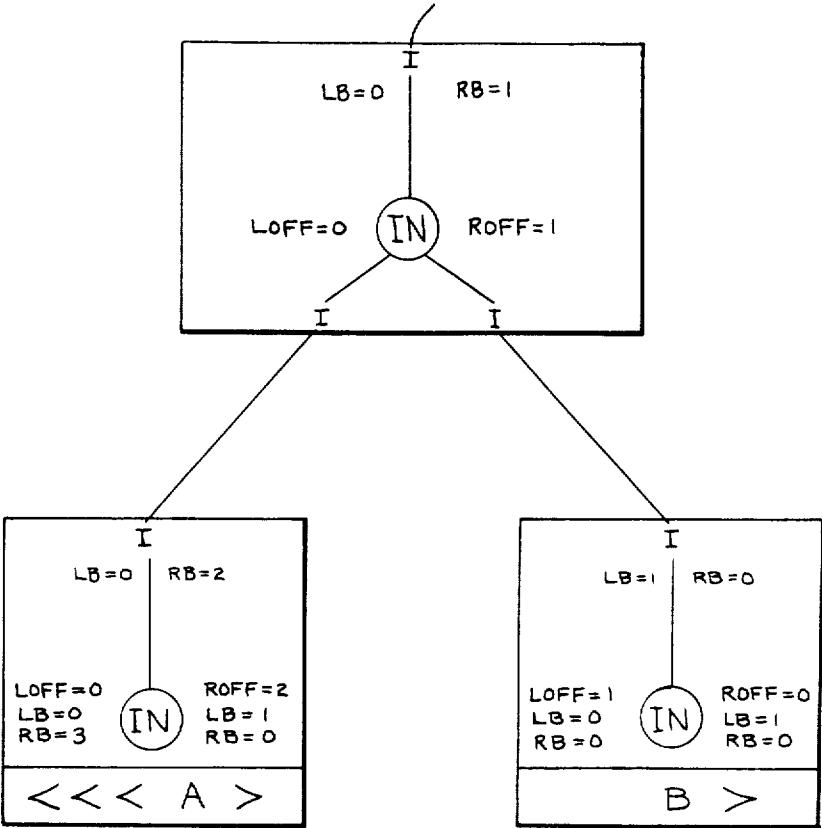 I
LB=0 RB=1
LOFF=0 IN ROFF=1
I I
I
LB=0 RB=2
LOFF=0 ROFF=2
LB=0 IN LB=1
RB=3 RB=0
<<< A >
I
LB=1 RB=0
LOFF=1 ROFF=0
LB=0 IN LB=1
RB=0 RB=0
B >